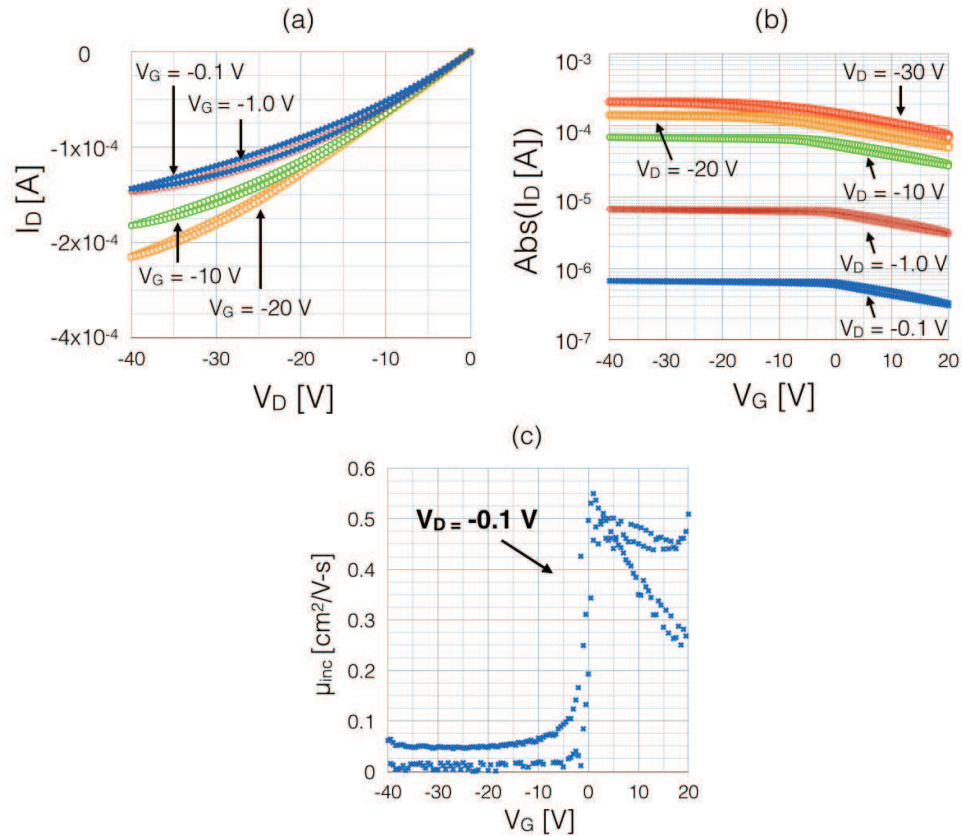 (a)
0
V_G = -0.1 V
V_G = -1.0 V
-1x10⁻⁴
I_D [A]
-2x10⁻⁴
V_G = -10 V
V_G = -20 V
-4x10⁻⁴
-40 -30 -20 -10 0
V_D [V]
(b)
10⁻³
V_D = -30 V
10⁻⁴
V_D = -20 V
V_D = -10 V
Abs(I_D [A])
10⁻⁵
V_D = -1.0 V
10⁻⁶
V_D = -0.1 V
10⁻⁷
-40 -30 -20 -10 0 10 20
V_G [V]
(c)
0.6
0.5
V_D = -0.1 V
0.4
0.3
μ_inc [cm²/V-s]
0.2
0.1
0
-40 -30 -20 -10 0 10 20
V_G [V]